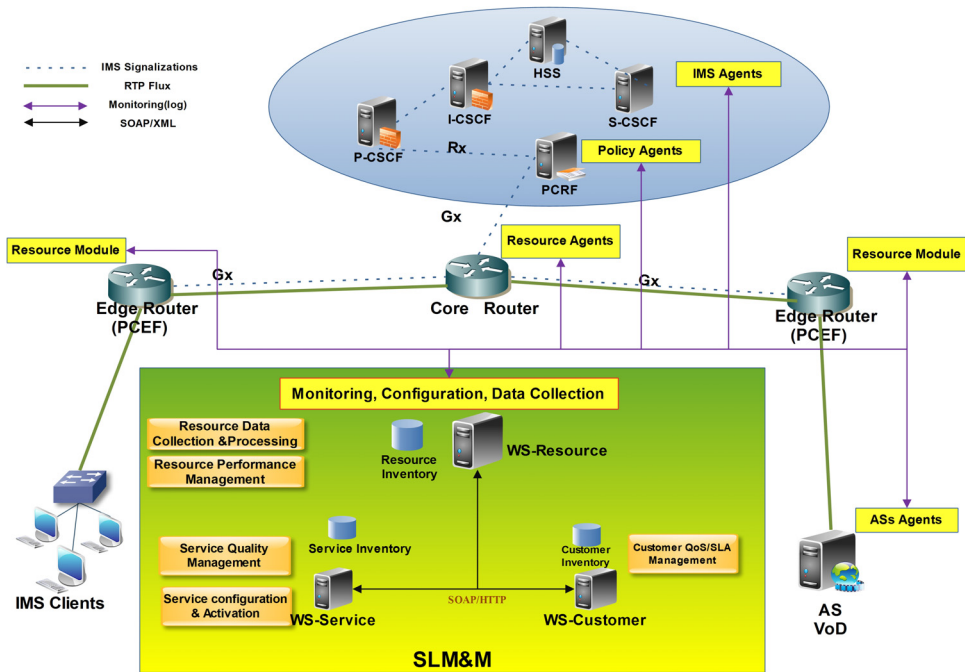 IMS Signalizations
RTP Flux
Monitoring(log)
SOAP/XML
HSS
I-CSCF
S-CSCF
P-CSCF
Rx
PCRF
IMS Agents
Policy Agents
Gx
Resource Agents
Resource Module
Resource Module
Gx
Gx
Edge Router
(PCEF)
Core Router
Edge Router
(PCEF)
Monitoring, Configuration, Data Collection
Resource Data
Collection &Processing
Resource Performance
Management
Resource
Inventory
WS-Resource
Service Quality
Management
Service Inventory
Customer
Inventory
Customer QoS/SLA
Management
Service configuration
& Activation
WS-Service
SOAP/HTTP
WS-Customer
SLM&M
IMS Clients
ASs Agents
AS
VoD